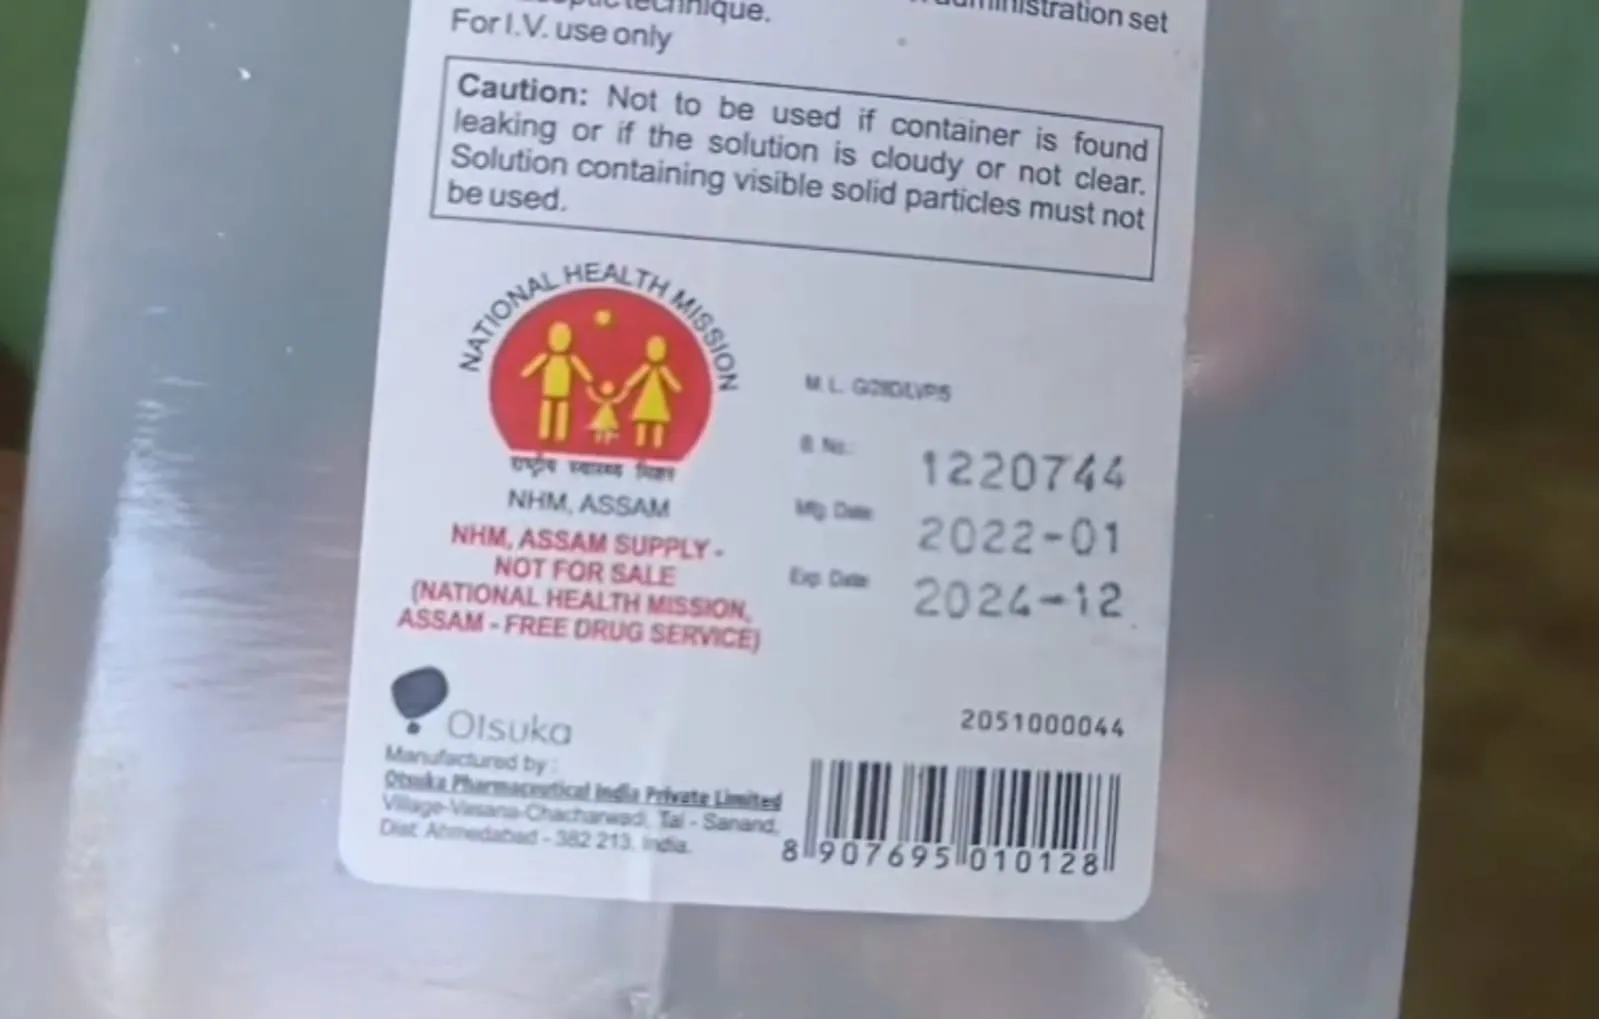 technique.
administration set
For I.V. use only
Caution: Not to be used if container is found
leaking or if the solution is cloudy or not clear.
Solution containing visible solid particles must not
be used.
NATIONAL HEALTH MISSION
राष्ट्रीय स्वास्थ्य मिशन
NHM, ASSAM
NHM, ASSAM SUPPLY -
NOT FOR SALE
(NATIONAL HEALTH MISSION,
ASSAM - FREE DRUG SERVICE)
M. L.
B. No.: 1220744
Mfg. Date 2022-01
Exp. Date 2024-12
2051000044
Otsuka
Manufactured by :
Otsuka Pharmaceutical India Private Limited
Village-Vasana-Chacharwadi, Tal - Sanand,
Dist. Ahmedabad - 382 213. India.
8 907695 010128